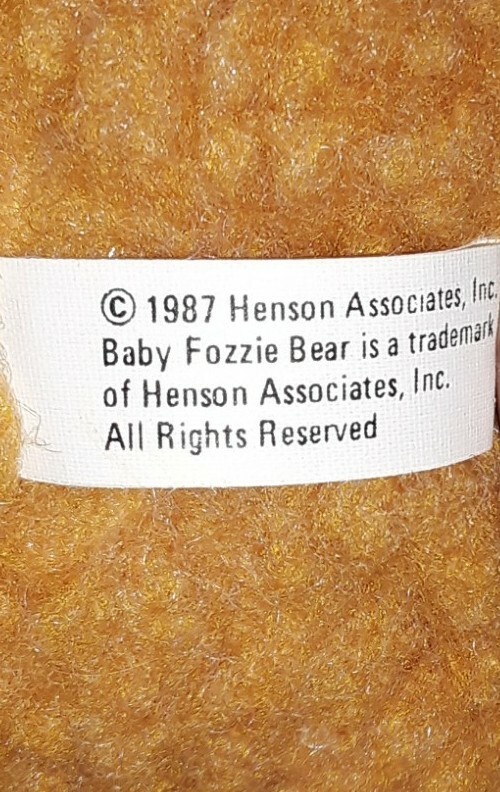 © 1987 Henson Associates, Inc.
Baby Fozzie Bear is a trademark
of Henson Associates, Inc.
All Rights Reserved